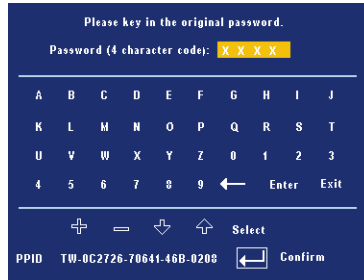 Please key in the original password.
Password (4 character code): X X X X
A B C D E F G H I J
K L M N O P Q R S T
U V W X Y Z 0 1 2 3
4 5 6 7 8 9 ← Enter Exit
Select
PPID TW-0C2726-70641-46B-0208 Confirm